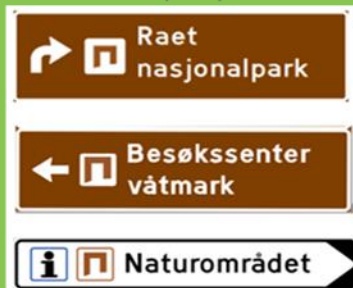 Raet
nasjonalpark
Besøkssenter
våtmark
i Naturområdet